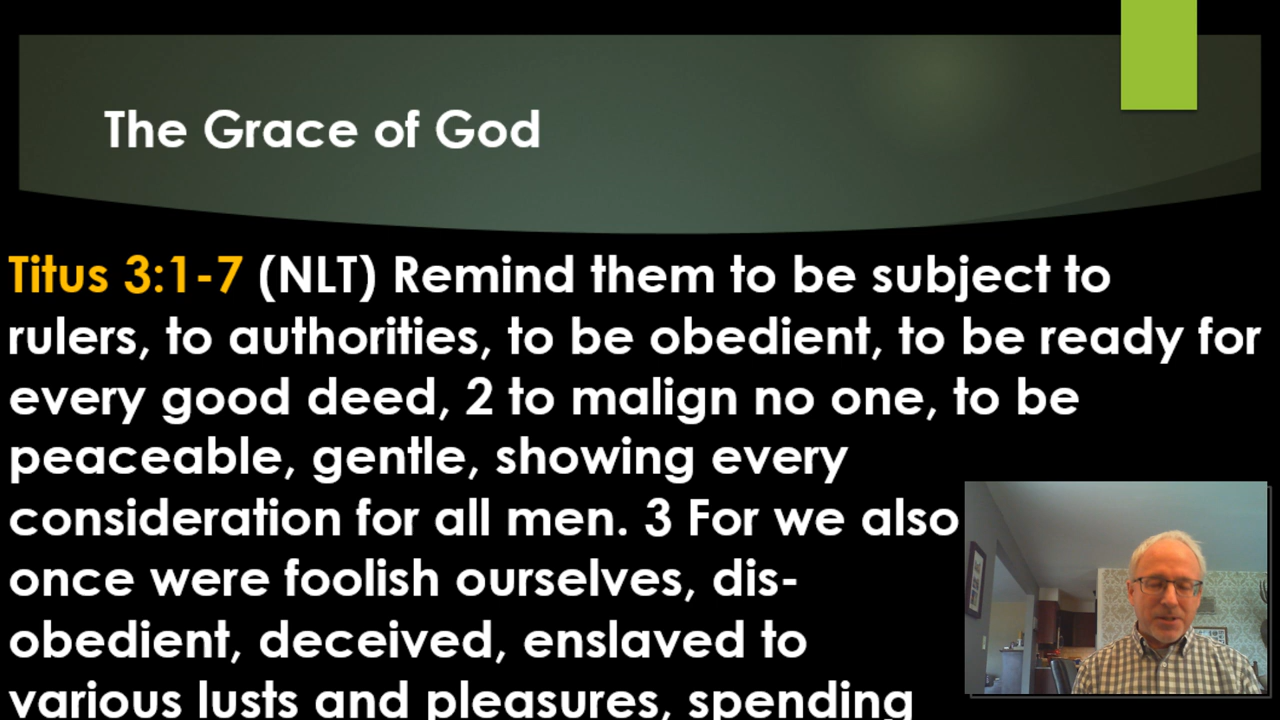 The Grace of God
Titus 3:1-7 (NLT) Remind them to be subject to
rulers, to authorities, to be obedient, to be ready for
every good deed, 2 to malign no one, to be
peaceable, gentle, showing every
consideration for all men. 3 For we also
once were foolish ourselves, dis-
obedient, deceived, enslaved to
various lusts and pleasures, spending